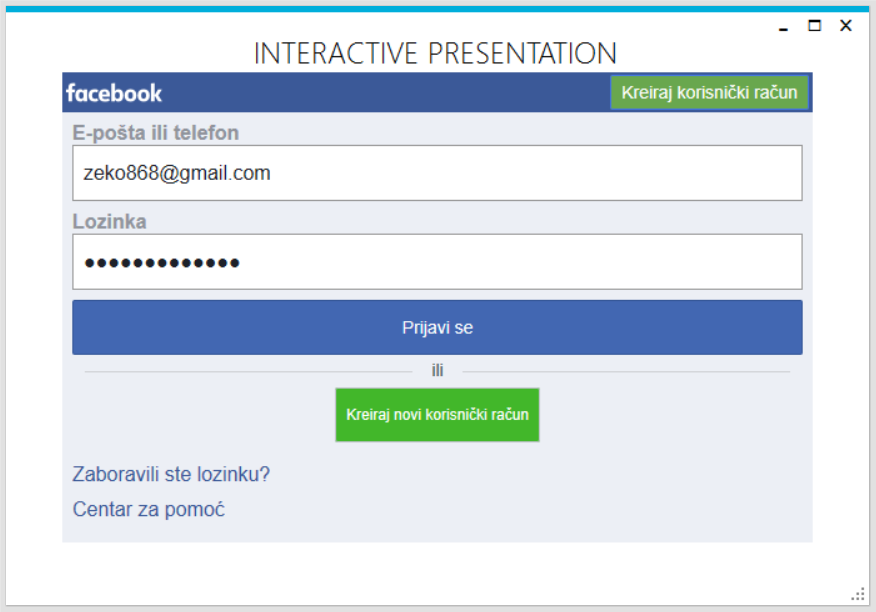 INTERACTIVE PRESENTATION
facebook
Kreiraj korisnički račun
E-pošta ili telefon
zeko868@gmail.com
Lozinka
●●●●●●●●●●●●●
Prijavi se
ili
Kreiraj novi korisnički račun
Zaboravili ste lozinku?
Centar za pomoć